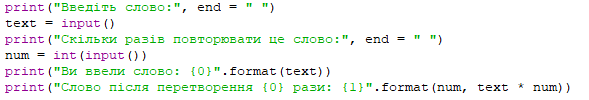 print("Введіть слово:", end = " ")
text = input()
print("Скільки разів повторювати це слово:", end = " ")
num = int(input())
print("Ви ввели слово: {0}".format(text))
print("Слово після перетворення {0} рази: {1}".format(num, text * num))